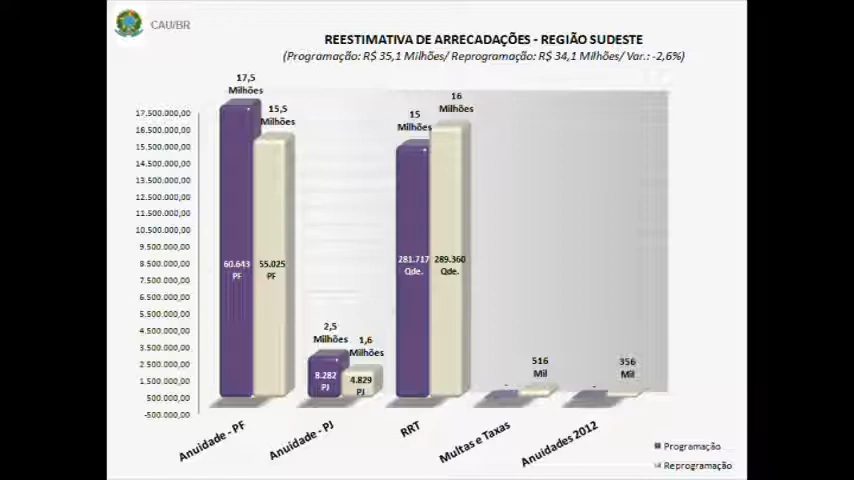 CAU/BR
REESTIMATIVA DE ARRECADAÇÕES - REGIÃO SUDESTE
(Programação: R$ 35,1 Milhões/ Reprogramação: R$ 34,1 Milhões/ Var.: -2,6%)
17,5
Milhões
15,5
Milhões
15
Milhões
16
Milhões
17.500.000,00
16.500.000,00
15.500.000,00
14.500.000,00
13.500.000,00
12.500.000,00
11.500.000,00
10.500.000,00
9.500.000,00
8.500.000,00
7.500.000,00
6.500.000,00
5.500.000,00
4.500.000,00
3.500.000,00
2.500.000,00
1.500.000,00
500.000,00
-500.000,00
60.643
PF
55.025
PF
281.717
Qde.
289.360
Qde.
2,5
Milhões
1,6
Milhões
8.282
PJ
4.829
PJ
-
516
Mil
-
356
Mil
Anuidade - PF
Anuidade - PJ
RRT
Multas e Taxas
Anuidades 2012
Programação
Reprogramação